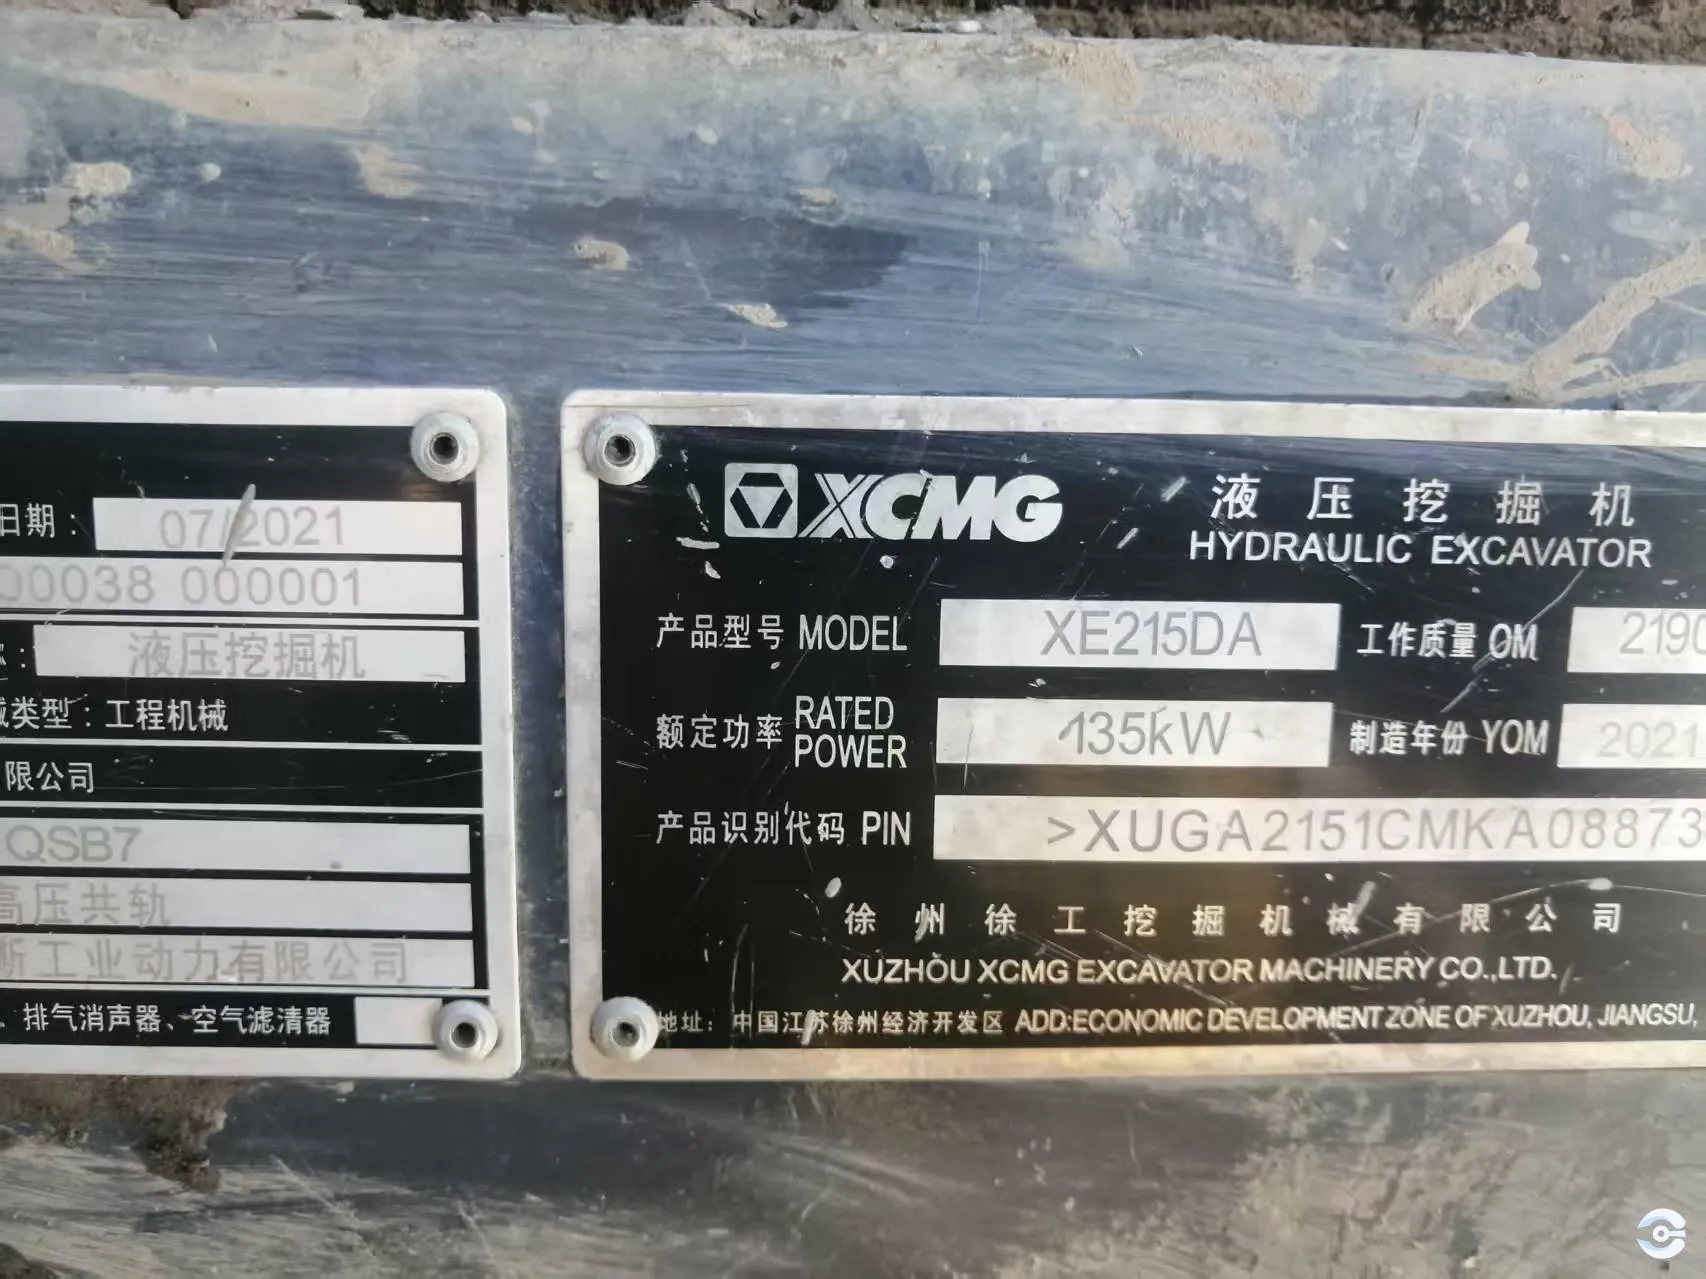 日期： 07/2021
00038 000001
： 液压挖掘机
类型：工程机械
限公司
QSB7
高压共轨
斯工业动力有限公司
排气消声器、空气滤清器
XCMG 液压挖掘机
HYDRAULIC EXCAVATOR
产品型号 MODEL XE215DA 工作质量 OM 2190
额定功率 RATED POWER 135kW 制造年份 YOM 2021
产品识别代码 PIN >XUGA2151CMKA08873
徐州徐工挖掘机械有限公司
XUZHOU XCMG EXCAVATOR MACHINERY CO.,LTD.
地址：中国江苏徐州经济开发区 ADD:ECONOMIC DEVELOPMENT ZONE OF XUZHOU, JIANGSU,